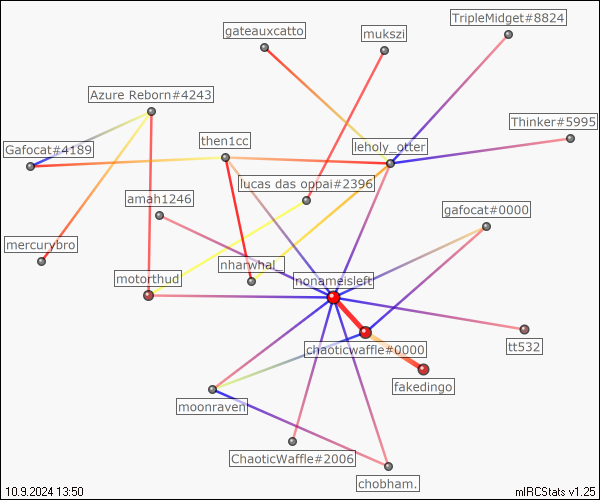 TripleMidget#8824
gateauxcatto
mukszi
Azure Reborn#4243
Thinker#5995
then1cc
leholy_otter
Gafocat#4189
lucas das oppai#2396
amah1246
gafocat#0000
mercurybro
nharwhal_
motorthud
nonameisleft
chaoticwaffle#0000
tt532
fakedingo
moonraven
ChaoticWaffle#2006
chobham.
10.9.2024 13:50
mIRCStats v1.25